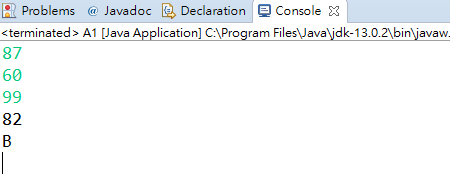 Problems @ Javadoc Declaration Console
<terminated> A1 [Java Application] C:\Program Files\Java\jdk-13.0.2\bin\javaw.
87
60
99
82
B